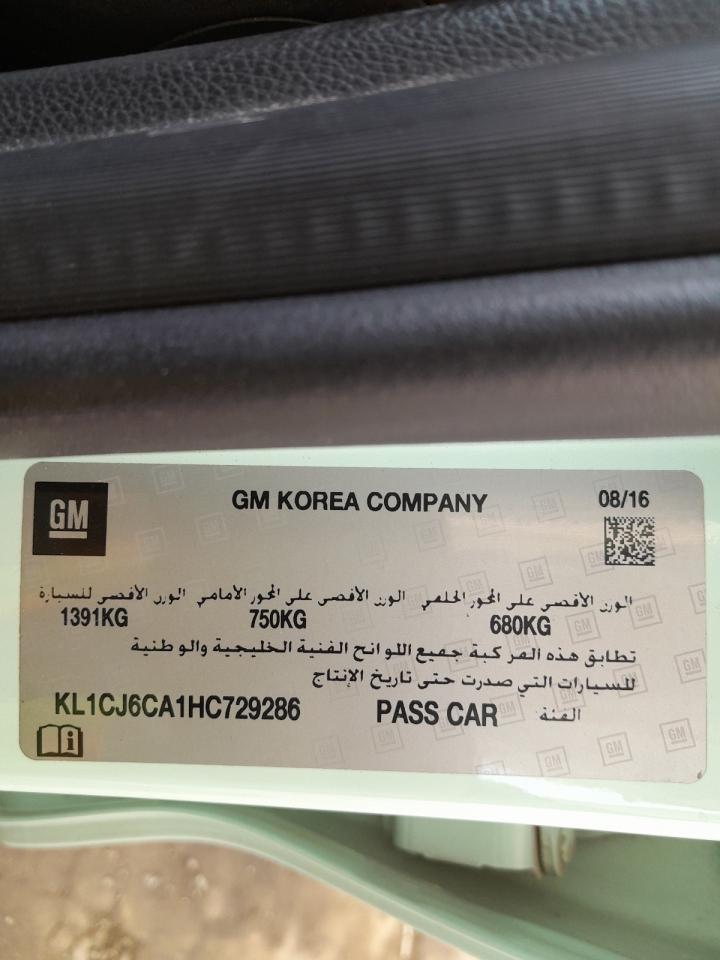 GM
GM KOREA COMPANY
08/16
الوزن الأقصى على المحور الخلفي الوزن الأقصى على المحور الأمامي الوزن الأقصى للسيارة
1391KG 750KG 680KG
تطابق هذه المركبة جميع اللوائح الفنية الخليجية والوطنية
للسيارات التي صدرت حتى تاريخ الإنتاج
KL1CJ6CA1HC729286 PASS CAR الفئة